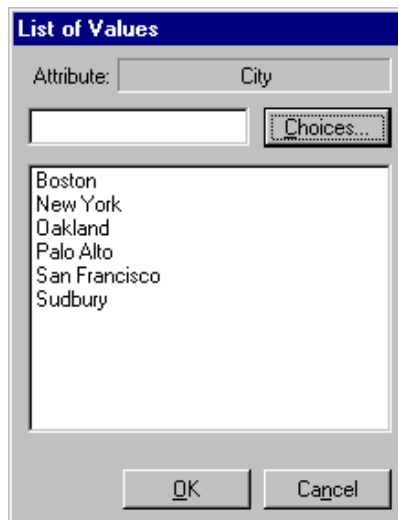 List of Values
Attribute: City
Choices...
Boston
New York
Oakland
Palo Alto
San Francisco
Sudbury
OK Cancel